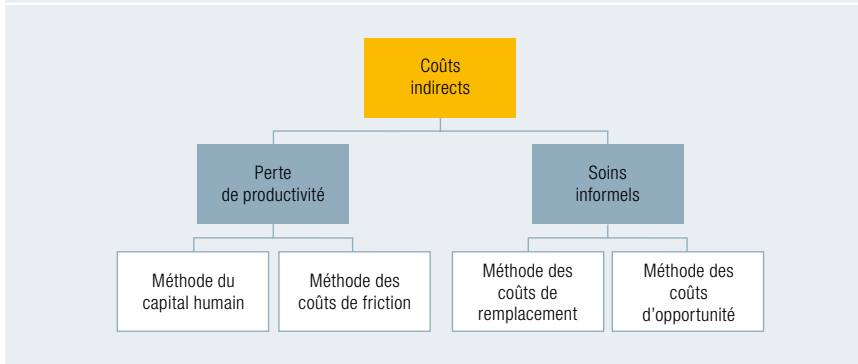 Coûts
indirects
Perte
de productivité
Soins
informels
Méthode du
capital humain
Méthode des
coûts de friction
Méthode des
coûts de
remplacement
Méthode des
coûts
d'opportunité